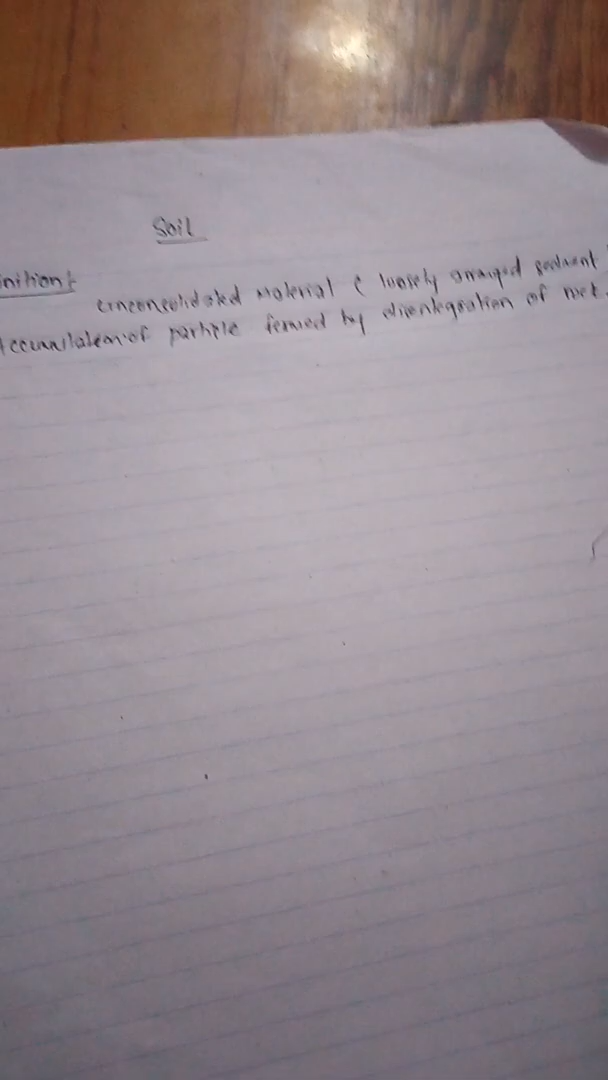 Soil
inition:
Unconsolidated Material ( loosely arranged sediment
Accumulation of particle formed by disintegration of rock.